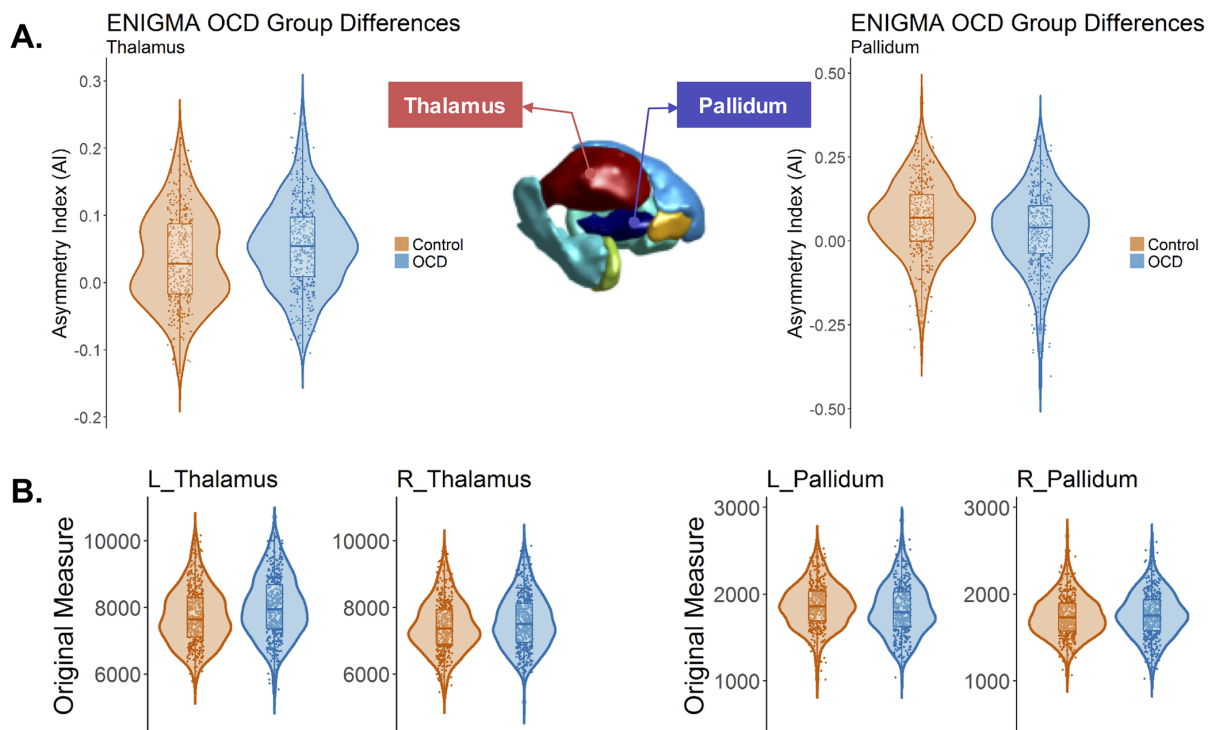 A.
ENIGMA OCD Group Differences
Thalamus
Asymmetry Index (AI)
0.3
0.2
0.1
0.0
-0.1
-0.2
Control
OCD
Thalamus
Pallidum
ENIGMA OCD Group Differences
Pallidum
Asymmetry Index (AI)
0.50
0.25
0.00
-0.25
-0.50
Control
OCD
B.
L_Thalamus
Original Measure
10000
8000
6000
R_Thalamus
10000
8000
6000
L_Pallidum
Original Measure
3000
2000
1000
R_Pallidum
3000
2000
1000